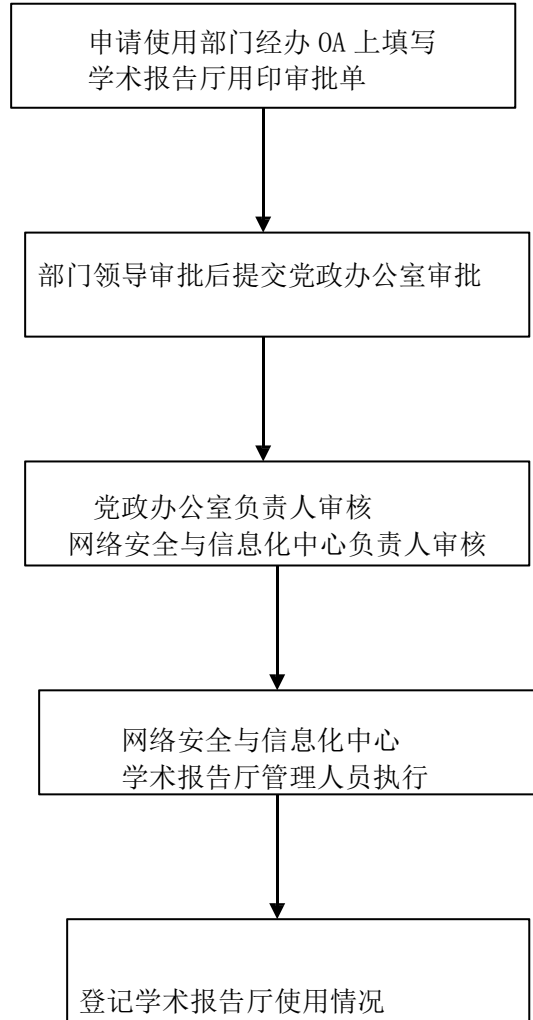 申请使用部门经办 OA 上填写
学术报告厅用印审批单
部门领导审批后提交党政办公室审批
党政办公室负责人审核
网络安全与信息化中心负责人审核
网络安全与信息化中心
学术报告厅管理人员执行
登记学术报告厅使用情况